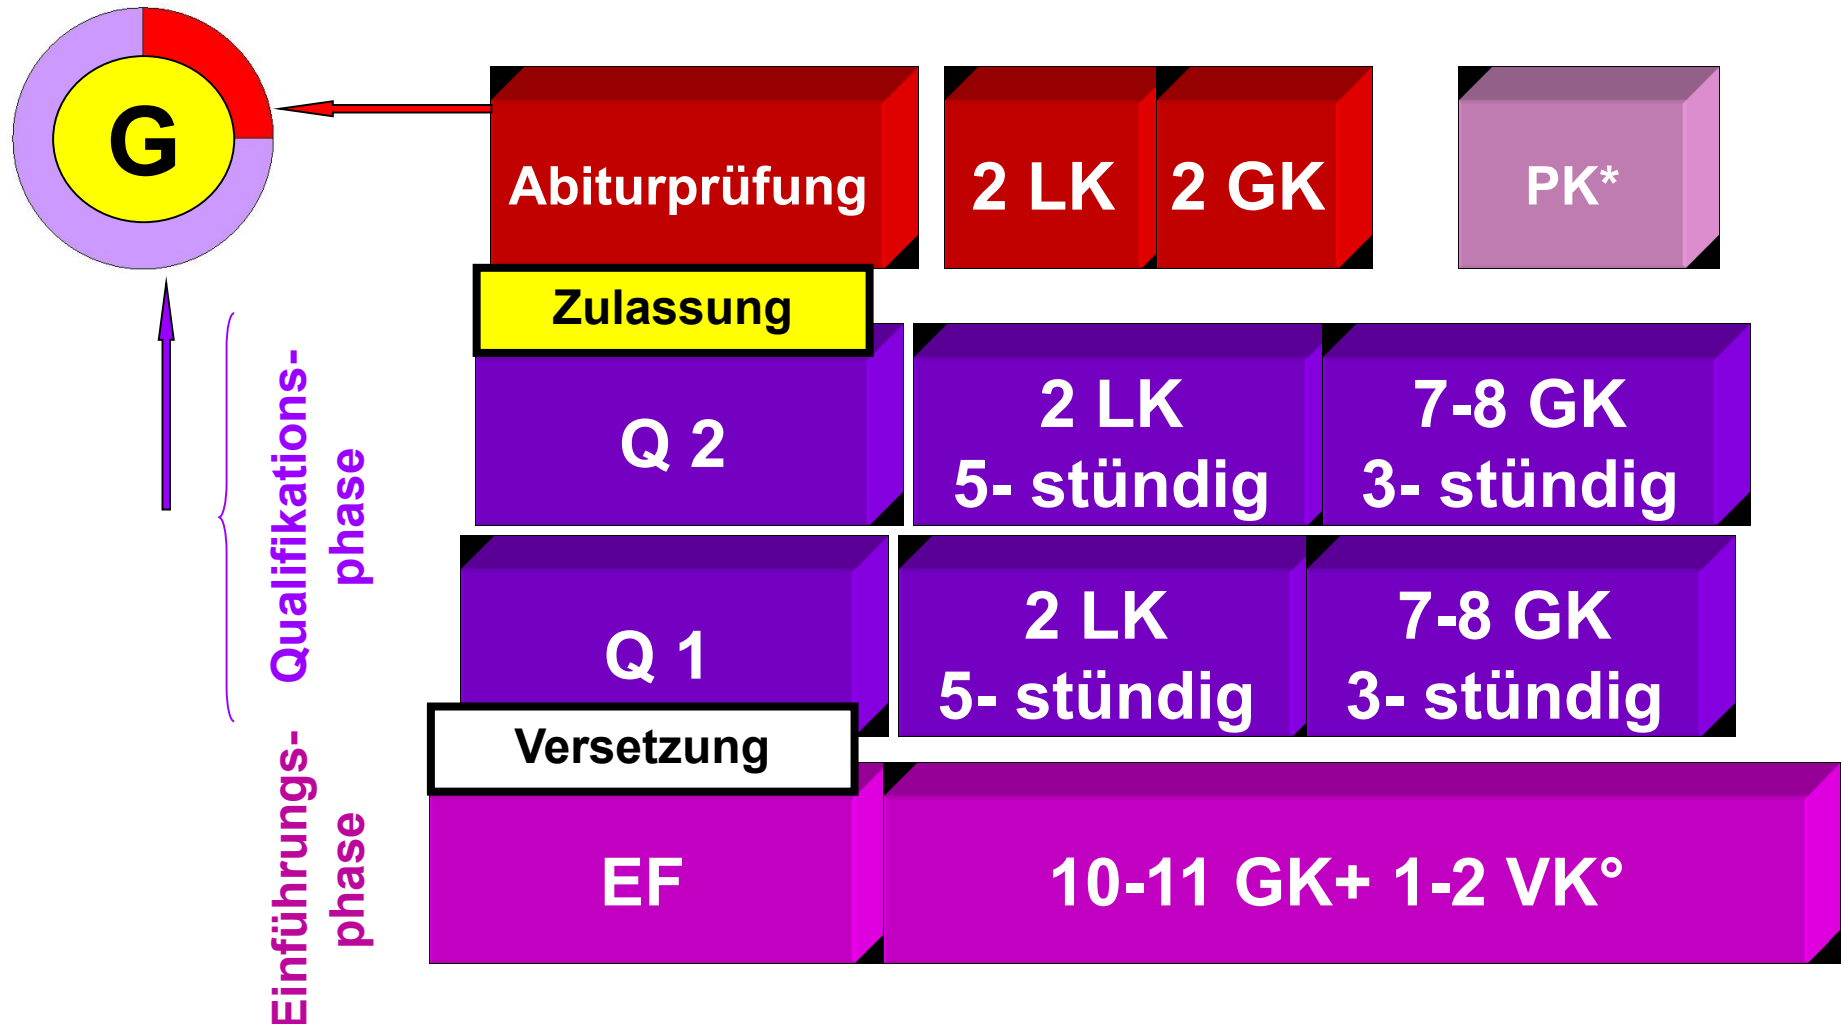 G
Abiturprüfung
2 LK
2 GK
PK*
Zulassung
Q 2
2 LK
5- stündig
7-8 GK
3- stündig
Qualifikations-
phase
Q 1
2 LK
5- stündig
7-8 GK
3- stündig
Versetzung
Einführungs-
phase
EF
10-11 GK+ 1-2 VK°